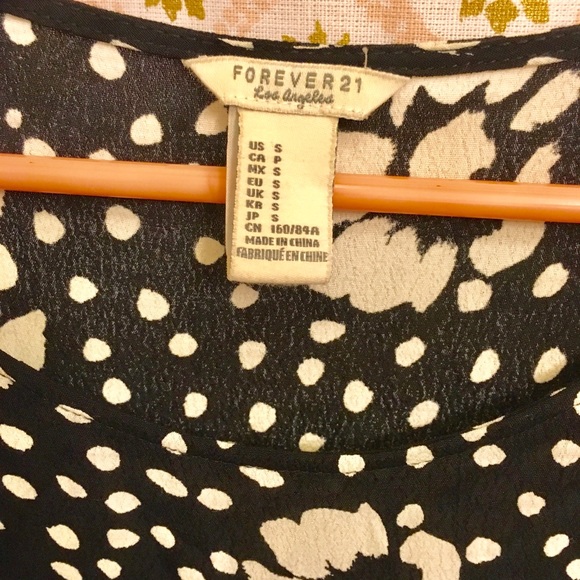 FOREVER 21
Los Angeles
US S
CA P
MX S
EU S
UK S
KR S
JP S
CN 160/84A
MADE IN CHINA
FABRIQUÉ EN CHINE